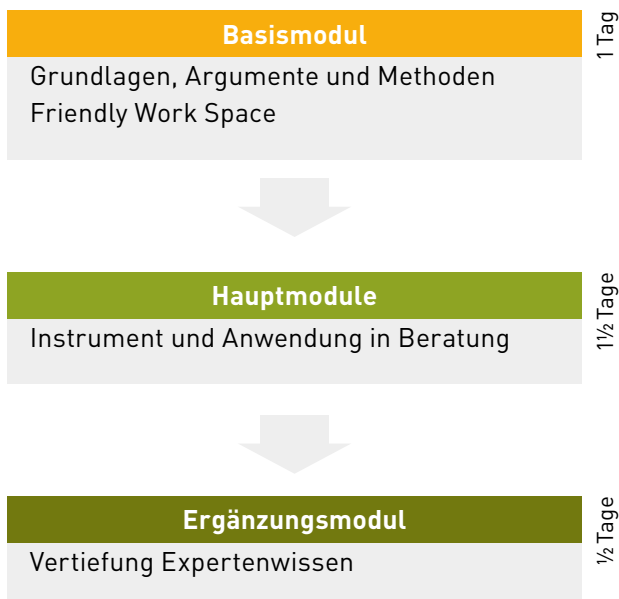 Basismodul
1 Tag
Grundlagen, Argumente und Methoden
Friendly Work Space
Hauptmodule
1½ Tage
Instrument und Anwendung in Beratung
Ergänzungsmodul
½ Tage
Vertiefung Expertenwissen